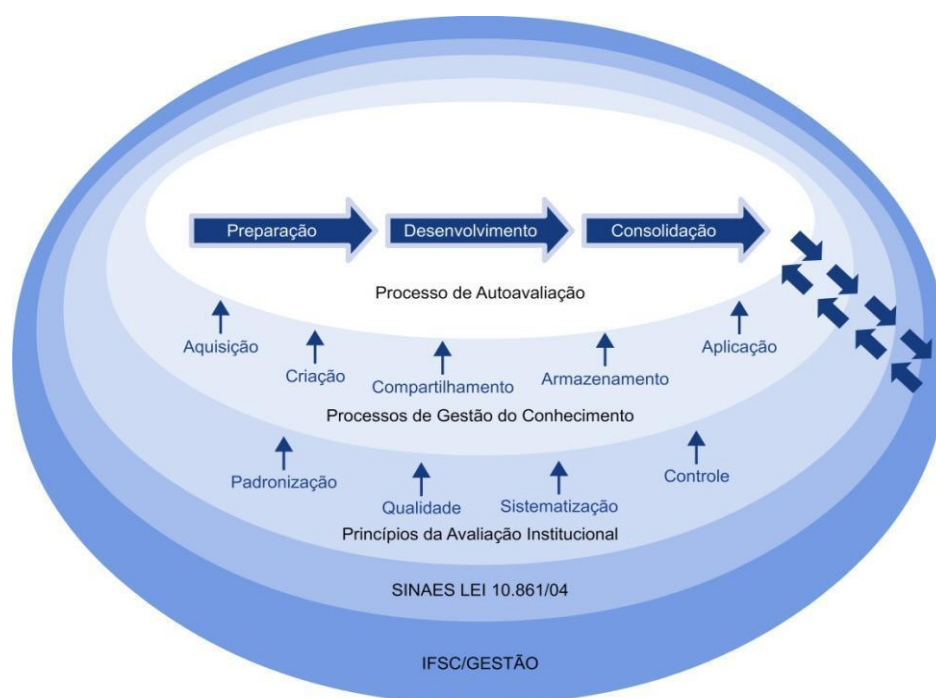 Preparação
Desenvolvimento
Consolidação
Processo de Autoavaliação
Aquisição
Criação
Compartilhamento
Armazenamento
Aplicação
Processos de Gestão do Conhecimento
Padronização
Qualidade
Sistematização
Controle
Princípios da Avaliação Institucional
SINAES LEI 10.861/04
IFSC/GESTÃO